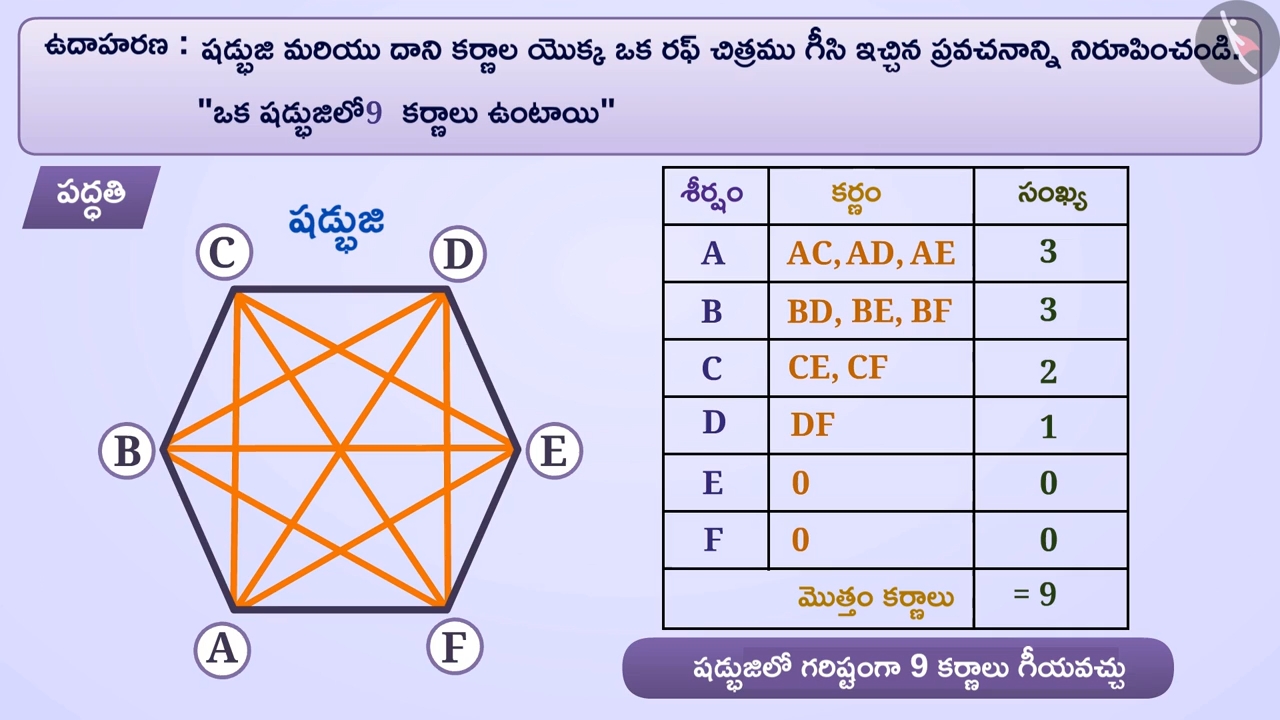 ఉదాహరణ : షడ్భుజి మరియు దాని కర్ణాల యొక్క ఒక రఫ్ చిత్రము గీసి ఇచ్చిన ప్రవచనాన్ని నిరూపించండి.
"ఒక షడ్భుజిలో9 కర్ణాలు ఉంటాయి"
పద్ధతి
షడ్భుజి
C
D
B
E
A
F
శీర్షం కర్ణం సంఖ్య
A AC, AD, AE 3
B BD, BE, BF 3
C CE, CF 2
D DF 1
E 0 0
F 0 0
మొత్తం కర్ణాలు = 9
షడ్భుజిలో గరిష్టంగా 9 కర్ణాలు గీయవచ్చు